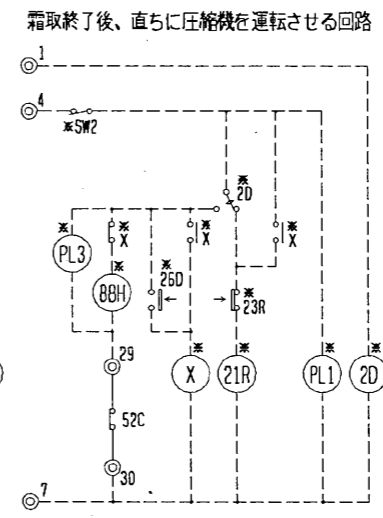 霜取終了後、直ちに圧縮機を運転させる回路
1
4
※SW2
※
2D
※
PL3
※
X
※
88H
※
26D
※
X
※
23R
※
X
29
52C
30
※
X
※
21R
※
PL1
※
2D
7